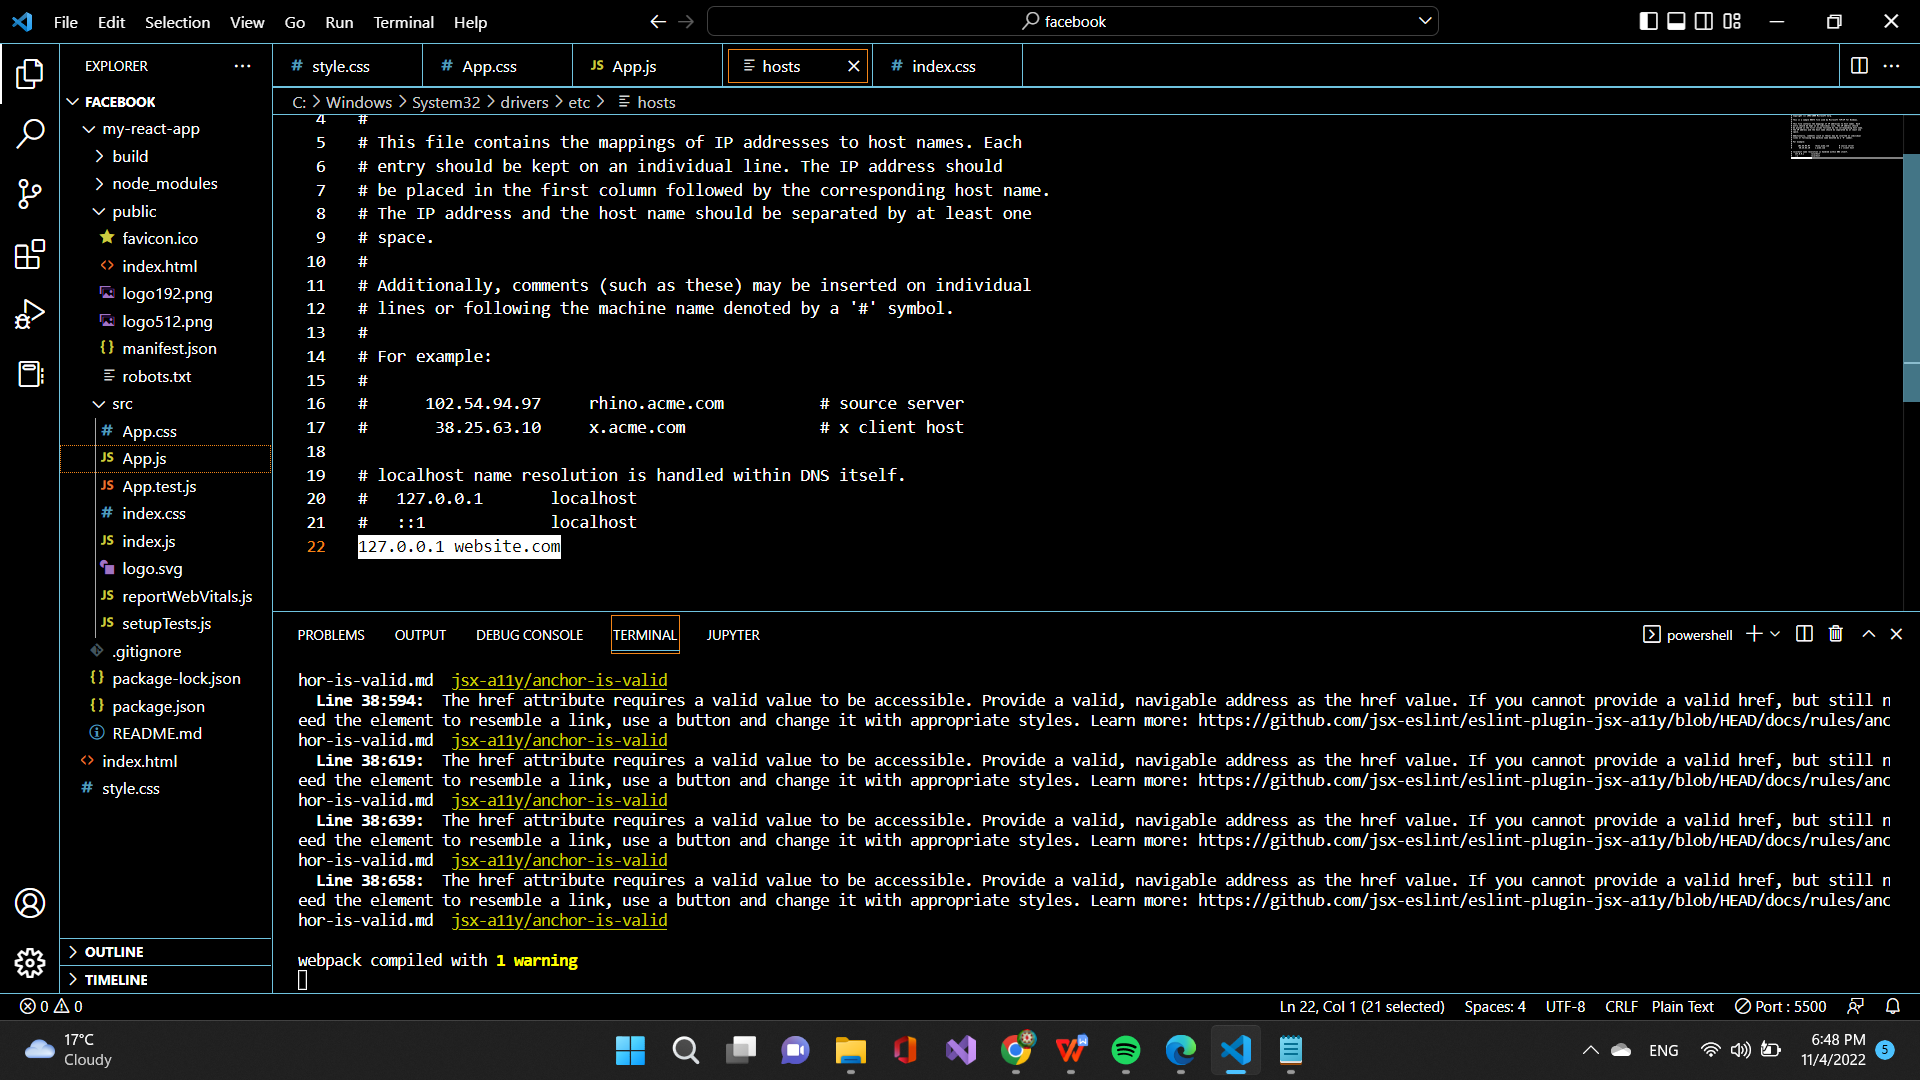 File Edit Selection View Go Run Terminal Help
facebook
EXPLORER
style.css
App.css
JS App.js
hosts
index.css
C: > Windows > System32 > drivers > etc > hosts
FACEBOOK
my-react-app
build
node_modules
public
favicon.ico
index.html
logo192.png
logo512.png
manifest.json
robots.txt
src
App.css
JS App.js
JS App.test.js
index.css
JS index.js
logo.svg
JS reportWebVitals.js
JS setupTests.js
.gitignore
package-lock.json
package.json
README.md
index.html
style.css
OUTLINE
TIMELINE
4 #
5 # This file contains the mappings of IP addresses to host names. Each
6 # entry should be kept on an individual line. The IP address should
7 # be placed in the first column followed by the corresponding host name.
8 # The IP address and the host name should be separated by at least one
9 # space.
10 #
11 # Additionally, comments (such as these) may be inserted on individual
12 # lines or following the machine name denoted by a '#' symbol.
13 #
14 # For example:
15 #
16 # 102.54.94.97 rhino.acme.com # source server
17 # 38.25.63.10 x.acme.com # x client host
18
19 # localhost name resolution is handled within DNS itself.
20 # 127.0.0.1 localhost
21 # ::1 localhost
22 127.0.0.1 website.com
PROBLEMS OUTPUT DEBUG CONSOLE TERMINAL JUPYTER
powershell
hor-is-valid.md jsx-a11y/anchor-is-valid
Line 38:594: The href attribute requires a valid value to be accessible. Provide a valid, navigable address as the href value. If you cannot provide a valid href, but still n
eed the element to resemble a link, use a button and change it with appropriate styles. Learn more: https://github.com/jsx-eslint/eslint-plugin-jsx-a11y/blob/HEAD/docs/rules/anc
hor-is-valid.md jsx-a11y/anchor-is-valid
Line 38:619: The href attribute requires a valid value to be accessible. Provide a valid, navigable address as the href value. If you cannot provide a valid href, but still n
eed the element to resemble a link, use a button and change it with appropriate styles. Learn more: https://github.com/jsx-eslint/eslint-plugin-jsx-a11y/blob/HEAD/docs/rules/anc
hor-is-valid.md jsx-a11y/anchor-is-valid
Line 38:639: The href attribute requires a valid value to be accessible. Provide a valid, navigable address as the href value. If you cannot provide a valid href, but still n
eed the element to resemble a link, use a button and change it with appropriate styles. Learn more: https://github.com/jsx-eslint/eslint-plugin-jsx-a11y/blob/HEAD/docs/rules/anc
hor-is-valid.md jsx-a11y/anchor-is-valid
Line 38:658: The href attribute requires a valid value to be accessible. Provide a valid, navigable address as the href value. If you cannot provide a valid href, but still n
eed the element to resemble a link, use a button and change it with appropriate styles. Learn more: https://github.com/jsx-eslint/eslint-plugin-jsx-a11y/blob/HEAD/docs/rules/anc
hor-is-valid.md jsx-a11y/anchor-is-valid
webpack compiled with 1 warning
0 0
Ln 22, Col 1 (21 selected) Spaces: 4 UTF-8 CRLF Plain Text Port : 5500
17°C
Cloudy
ENG
6:48 PM
11/4/2022
5